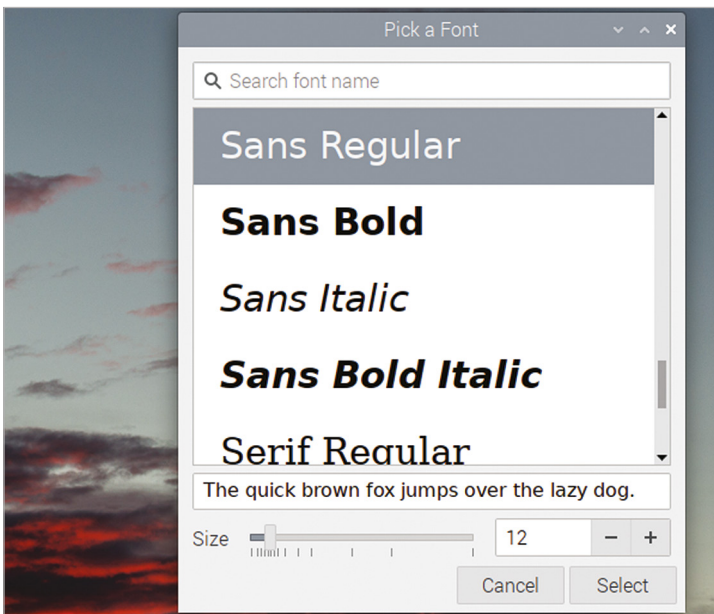 Pick a Font
Search font name
Sans Regular
Sans Bold
Sans Italic
Sans Bold Italic
Serif Regular
The quick brown fox jumps over the lazy dog.
Size 12 − +
Cancel Select